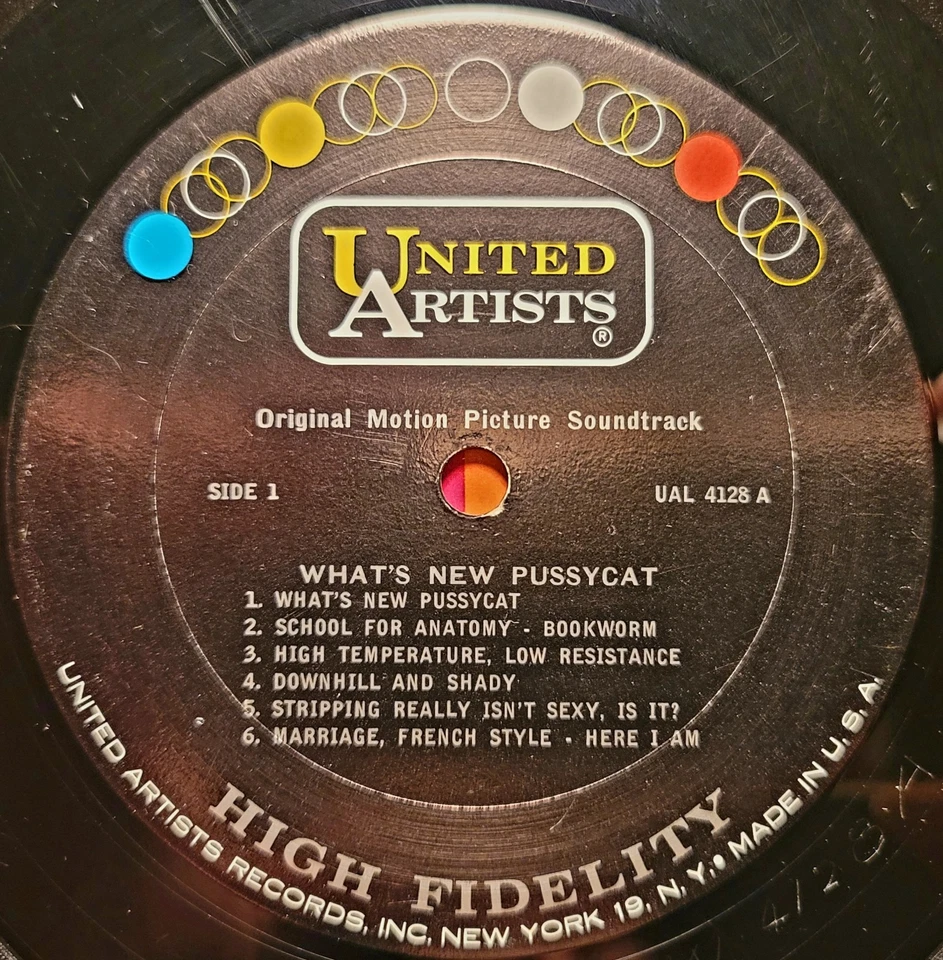 UNITED
ARTISTS®
Original Motion Picture Soundtrack
SIDE 1
UAL 4128 A
WHAT'S NEW PUSSYCAT
1. WHAT'S NEW PUSSYCAT
2. SCHOOL FOR ANATOMY - BOOKWORM
3. HIGH TEMPERATURE, LOW RESISTANCE
4. DOWNHILL AND SHADY
5. STRIPPING REALLY ISN'T SEXY, IS IT?
6. MARRIAGE, FRENCH STYLE - HERE I AM
HIGH FIDELITY
UNITED ARTISTS RECORDS, INC. NEW YORK 19, N. Y. • MADE IN U. S. A.
4128